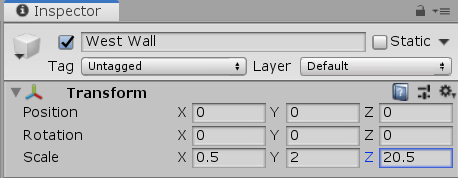 Inspector
West Wall Static
Tag Untagged Layer Default
Transform
Position X 0 Y 0 Z 0
Rotation X 0 Y 0 Z 0
Scale X 0.5 Y 2 Z 20.5